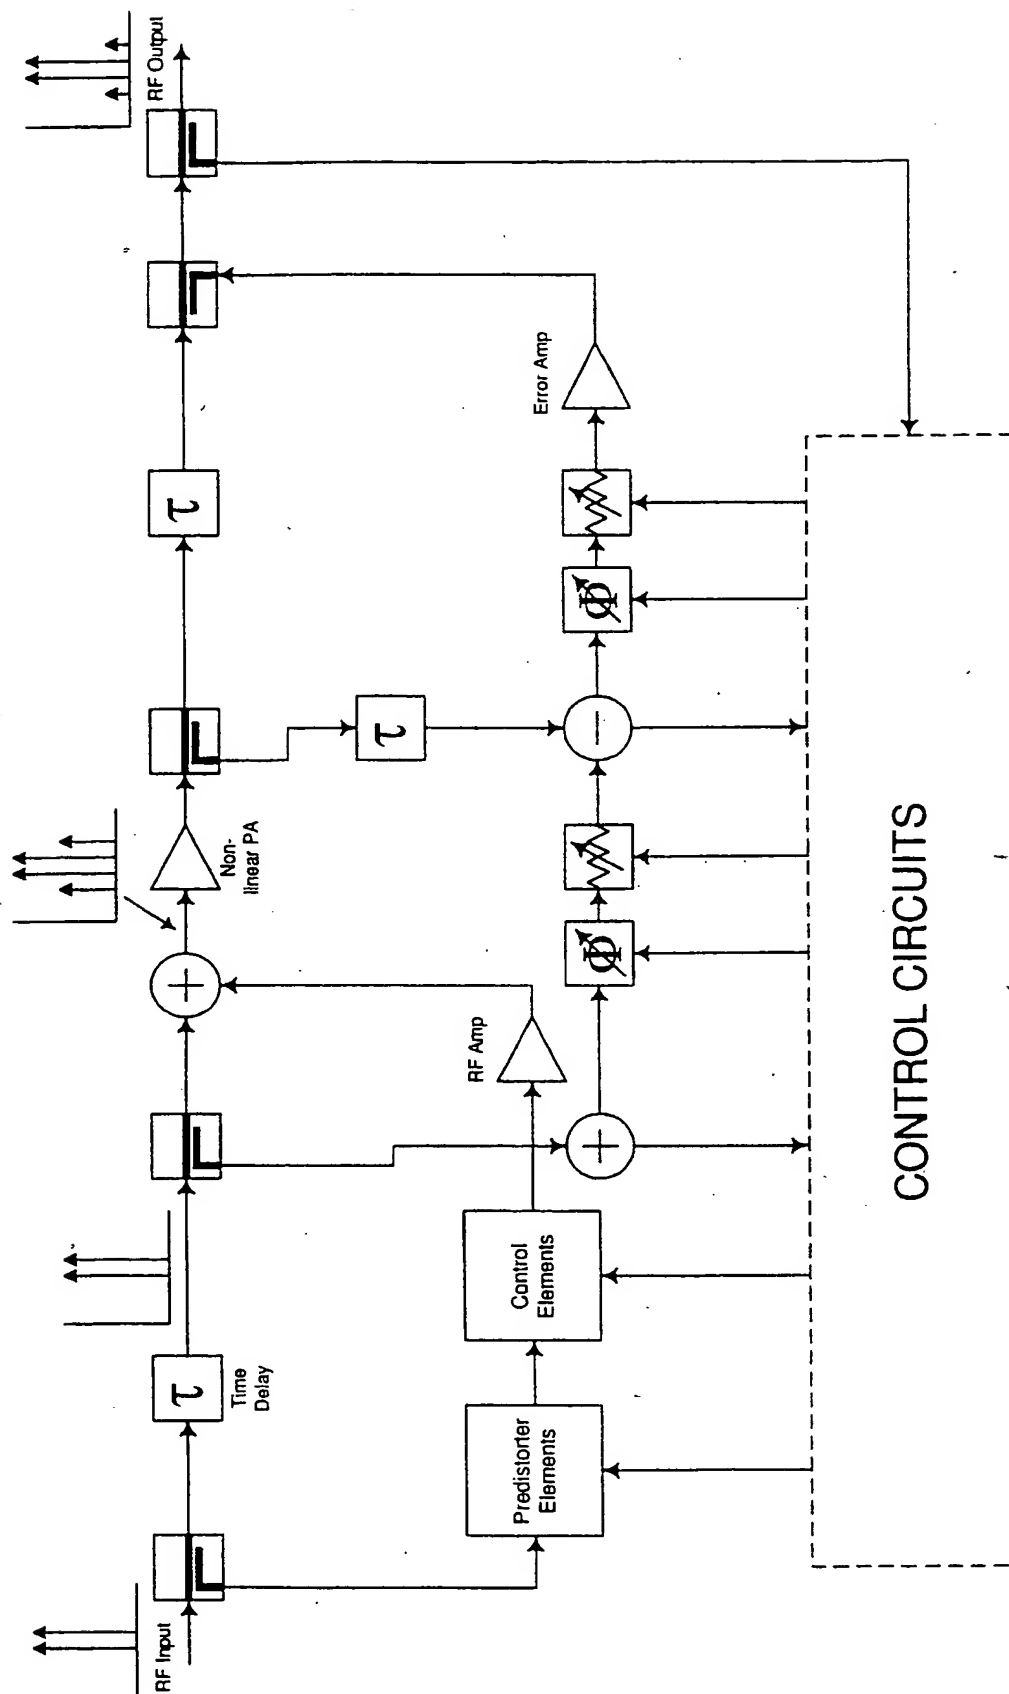 RF Input
τ
Time
Delay
Predistorter
Elements
Control
Elements
+
RF Amp
+
Non-
linear PA
Φ
−
τ
τ
Φ
Error Amp
RF Output
CONTROL CIRCUITS